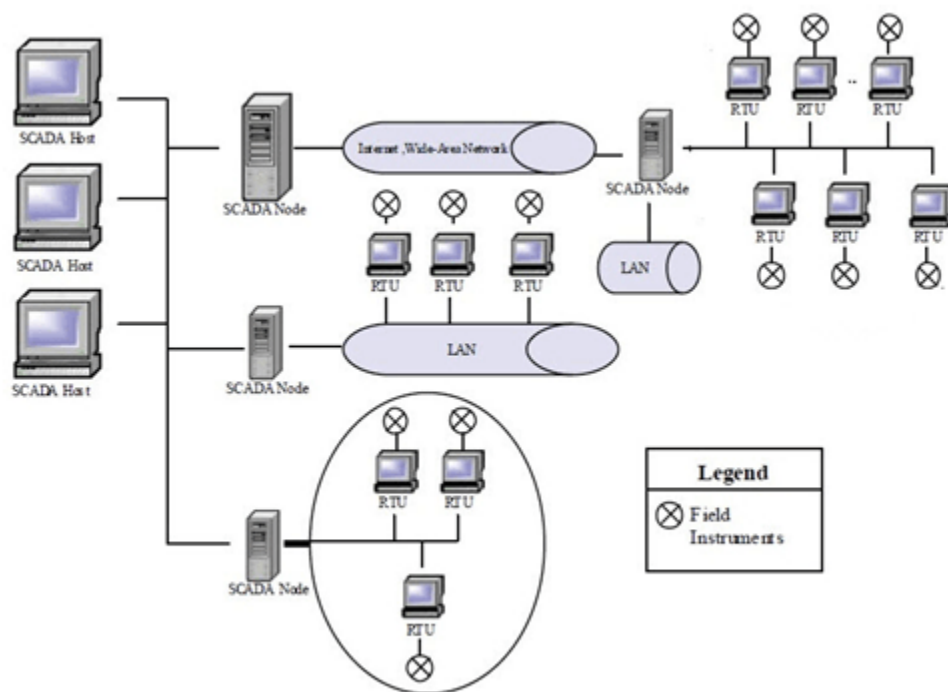 SCADA Host
SCADA Host
SCADA Host
SCADA Node
Internet ,Wide-Area Network
SCADA Node
RTU
RTU
..
RTU
RTU
RTU
RTU
LAN
RTU
RTU
RTU
LAN
SCADA Node
RTU
RTU
SCADA Node
RTU
Legend
Field
Instruments